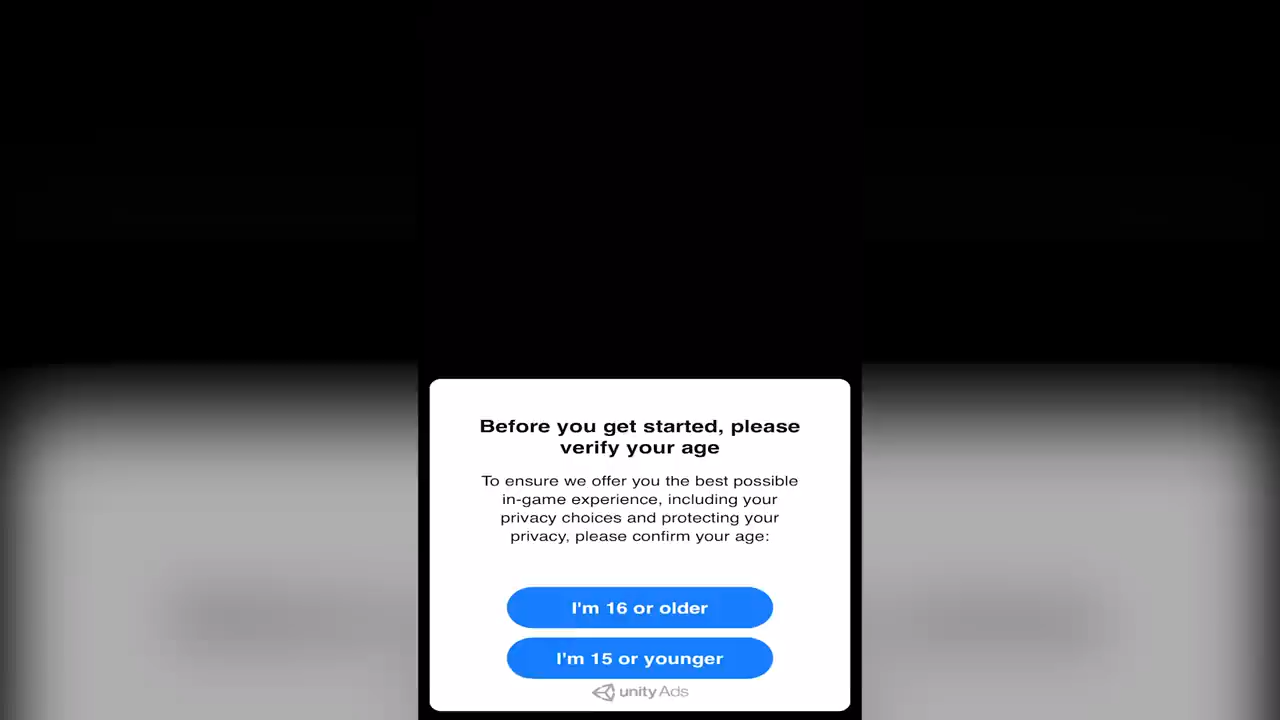 Before you get started, please
verify your age
To ensure we offer you the best possible
in-game experience, including your
privacy choices and protecting your
privacy, please confirm your age:
I'm 16 or older
I'm 15 or younger
unity Ads